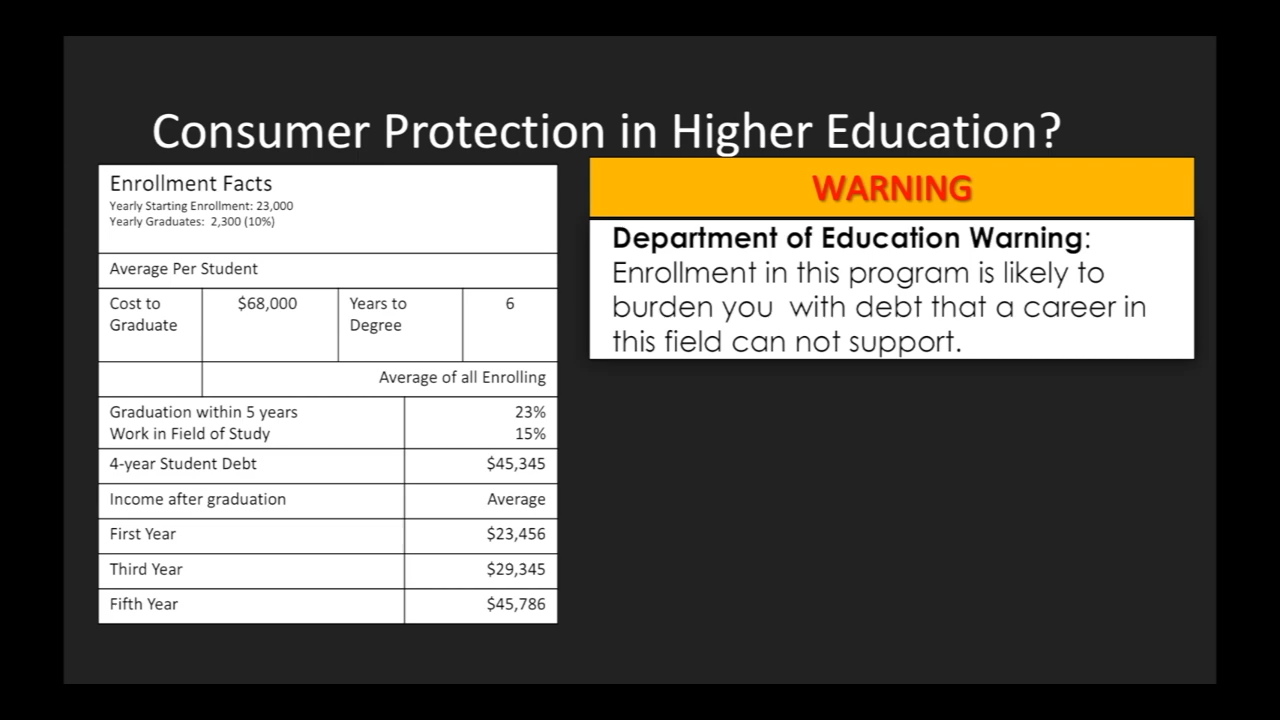 Consumer Protection in Higher Education?
Enrollment Facts
Yearly Starting Enrollment: 23,000
Yearly Graduates:  2,300 (10%)
Average Per Student
Cost to Graduate $68,000 Years to Degree 6
Average of all Enrolling
Graduation within 5 years 23%
Work in Field of Study 15%
4-year Student Debt $45,345
Income after graduation Average
First Year $23,456
Third Year $29,345
Fifth Year $45,786
WARNING
Department of Education Warning:
Enrollment in this program is likely to
burden you  with debt that a career in
this field can not support.